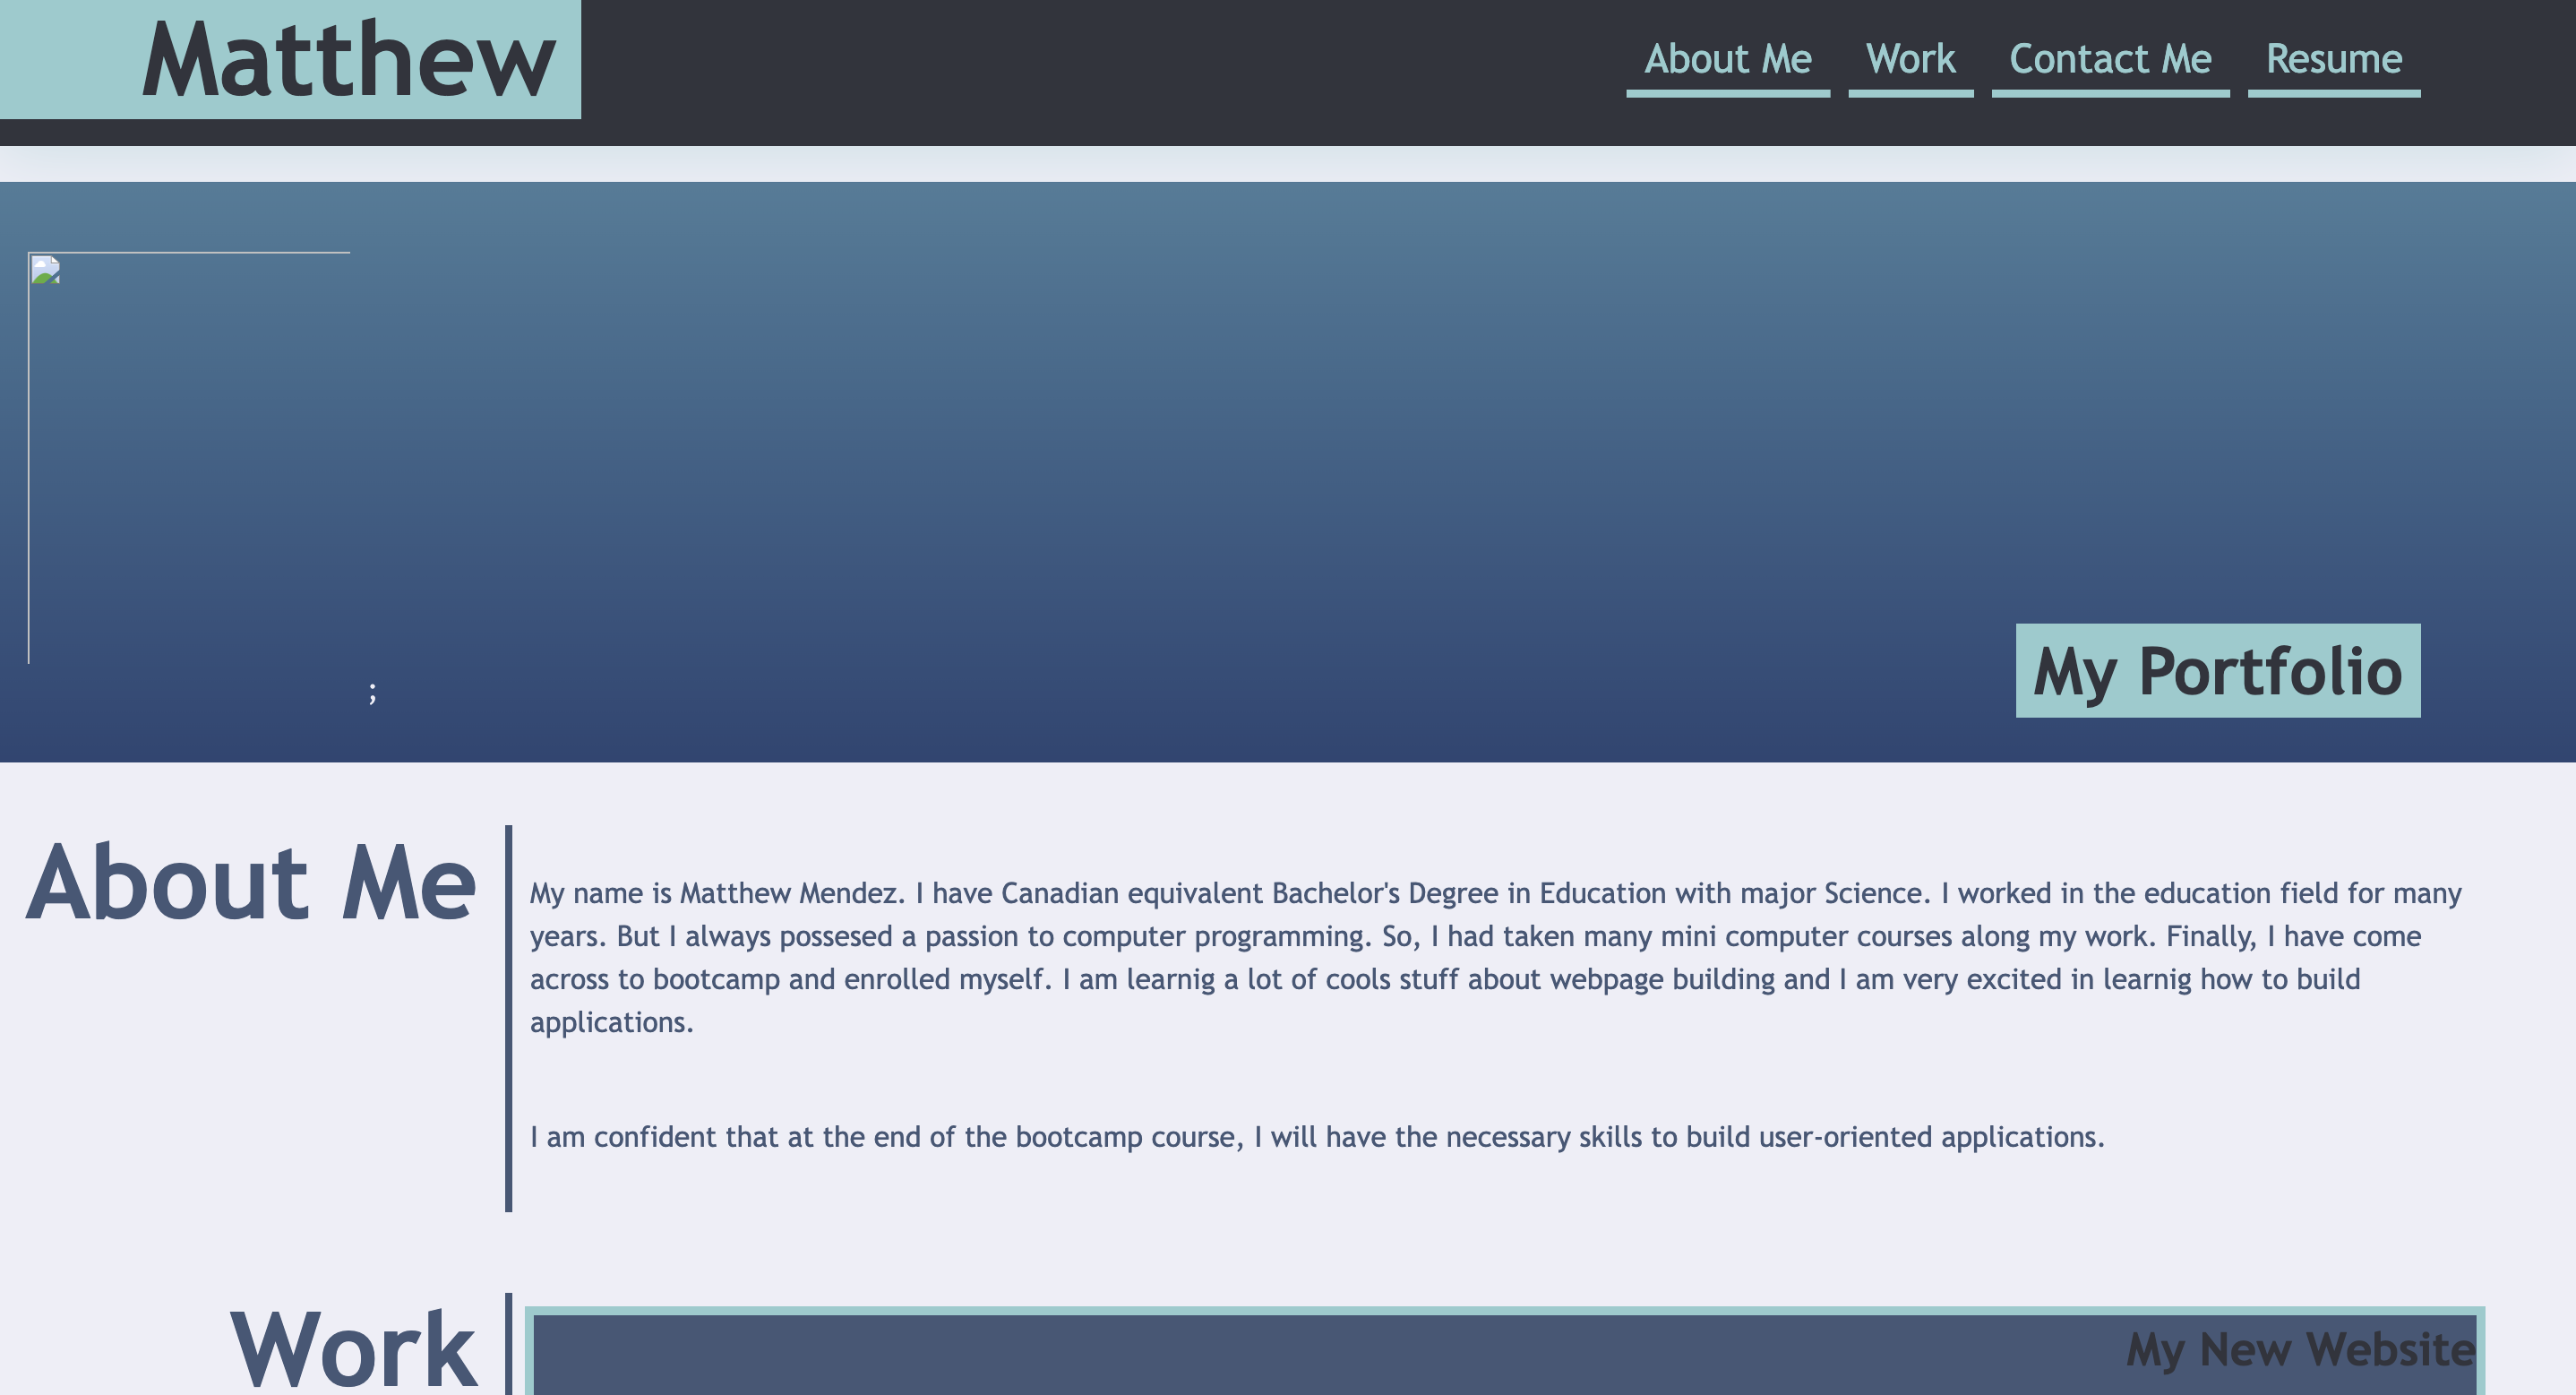 Matthew
About Me Work Contact Me Resume
;
My Portfolio
About Me
My name is Matthew Mendez. I have Canadian equivalent Bachelor's Degree in Education with major Science. I worked in the education field for many
years. But I always possesed a passion to computer programming. So, I had taken many mini computer courses along my work. Finally, I have come
across to bootcamp and enrolled myself. I am learnig a lot of cools stuff about webpage building and I am very excited in learnig how to build
applications.
I am confident that at the end of the bootcamp course, I will have the necessary skills to build user-oriented applications.
Work
My New Website